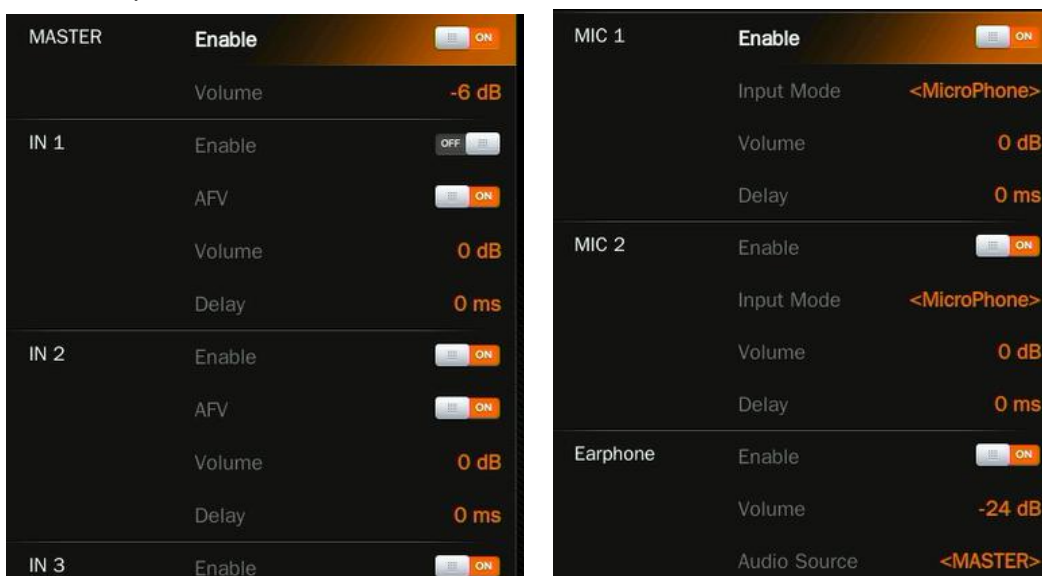 MASTER Enable ON
Volume -6 dB
IN 1 Enable OFF
AFV ON
Volume 0 dB
Delay 0 ms
IN 2 Enable ON
AFV ON
Volume 0 dB
Delay 0 ms
IN 3 Enable ON
MIC 1 Enable ON
Input Mode <MicroPhone>
Volume 0 dB
Delay 0 ms
MIC 2 Enable ON
Input Mode <MicroPhone>
Volume 0 dB
Delay 0 ms
Earphone Enable ON
Volume -24 dB
Audio Source <MASTER>